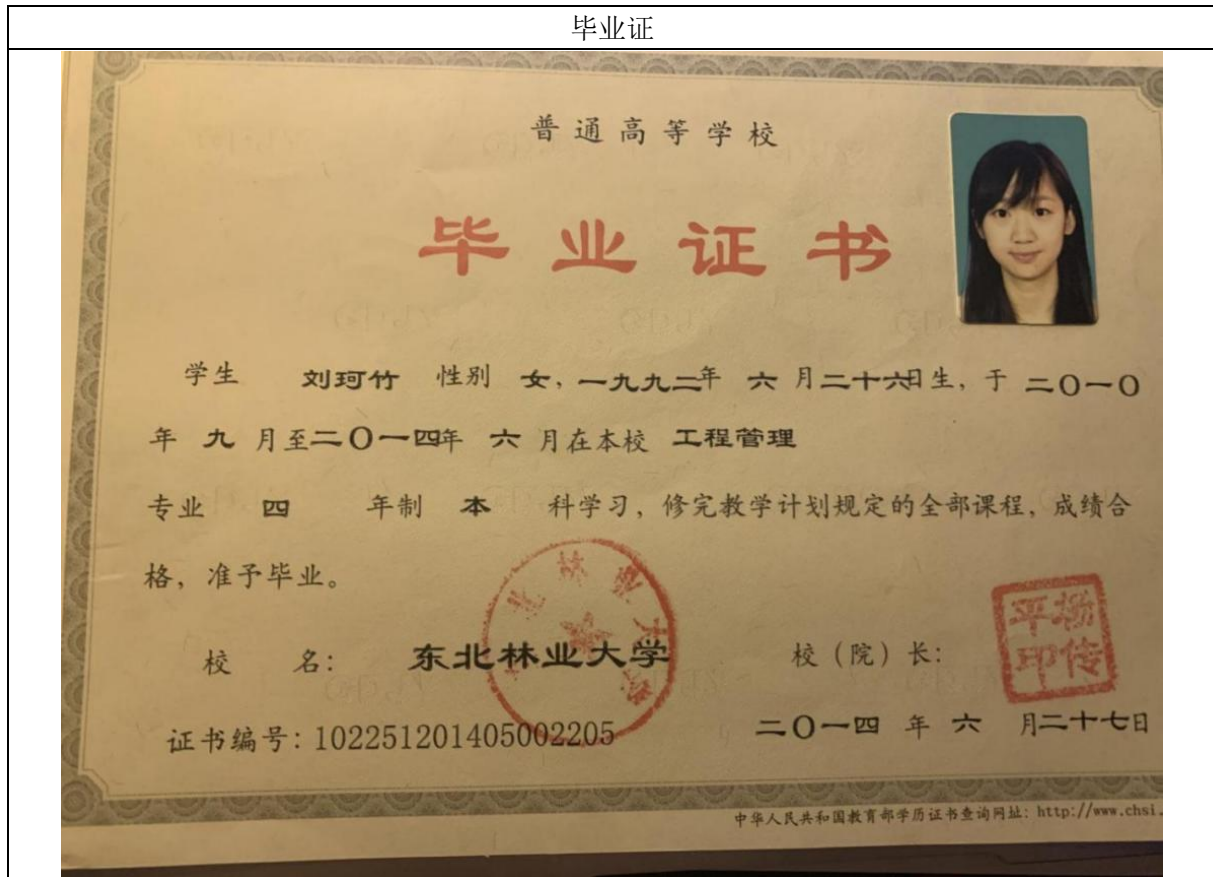 毕业证
普通高等学校
毕业证书
学生 刘珂竹 性别 女，一九九二年 六 月二十六日生，于 二〇一〇
年 九 月至二〇一四年 六 月在本校 工程管理
专业 四 年制 本 科学习，修完教学计划规定的全部课程，成绩合
格，准予毕业。
校 名： 东北林业大学 校（院）长：
杨传平印
证书编号：102251201405002205 二〇一四 年 六 月二十七日
中华人民共和国教育部学历证书查询网址：http://www.chsi.